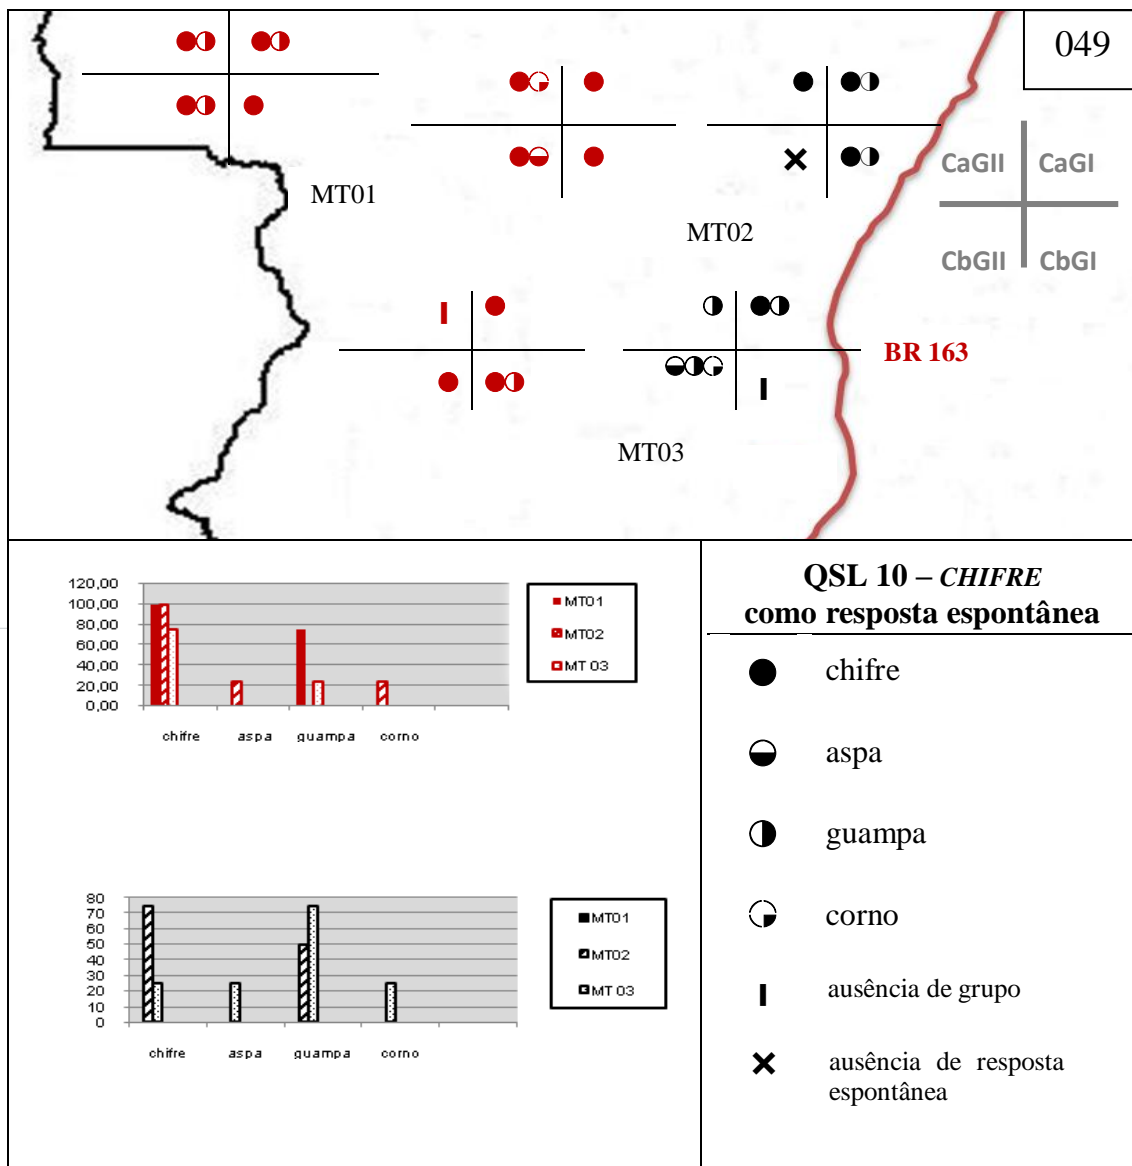 049
CaGII CaGI
MT01
MT02
CbGII CbGI
BR 163
MT03
120,00
100,00
80,00
60,00
40,00
20,00
0,00
chifre aspa guampa corno
MT01
MT02
MT 03
80
70
60
50
40
30
20
10
0
chifre aspa guampa corno
MT01
MT02
MT 03
QSL 10 – CHIFRE
como resposta espontânea
chifre
aspa
guampa
corno
ausência de grupo
ausência de resposta
espontânea